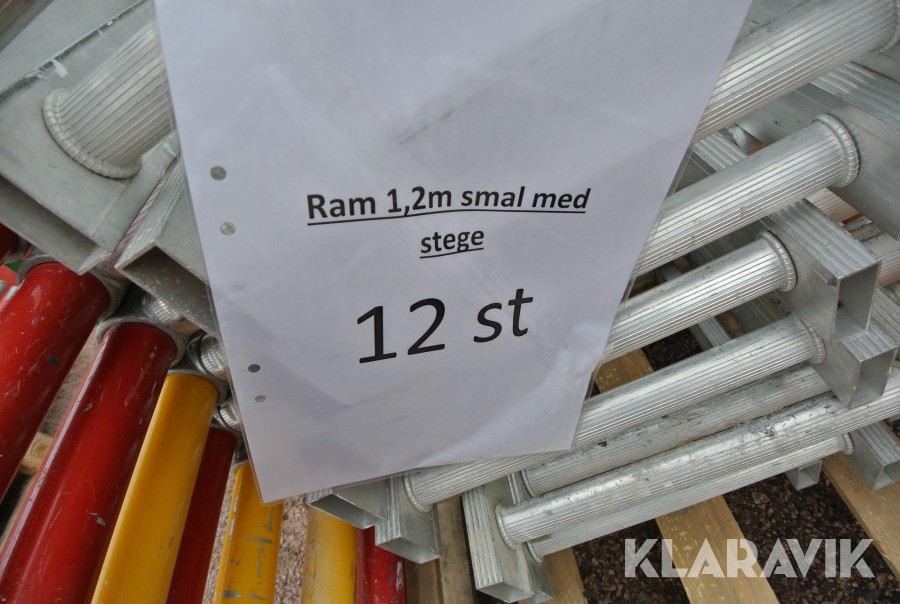 Ram 1,2m smal med
stege
12 st
KLARAVIK